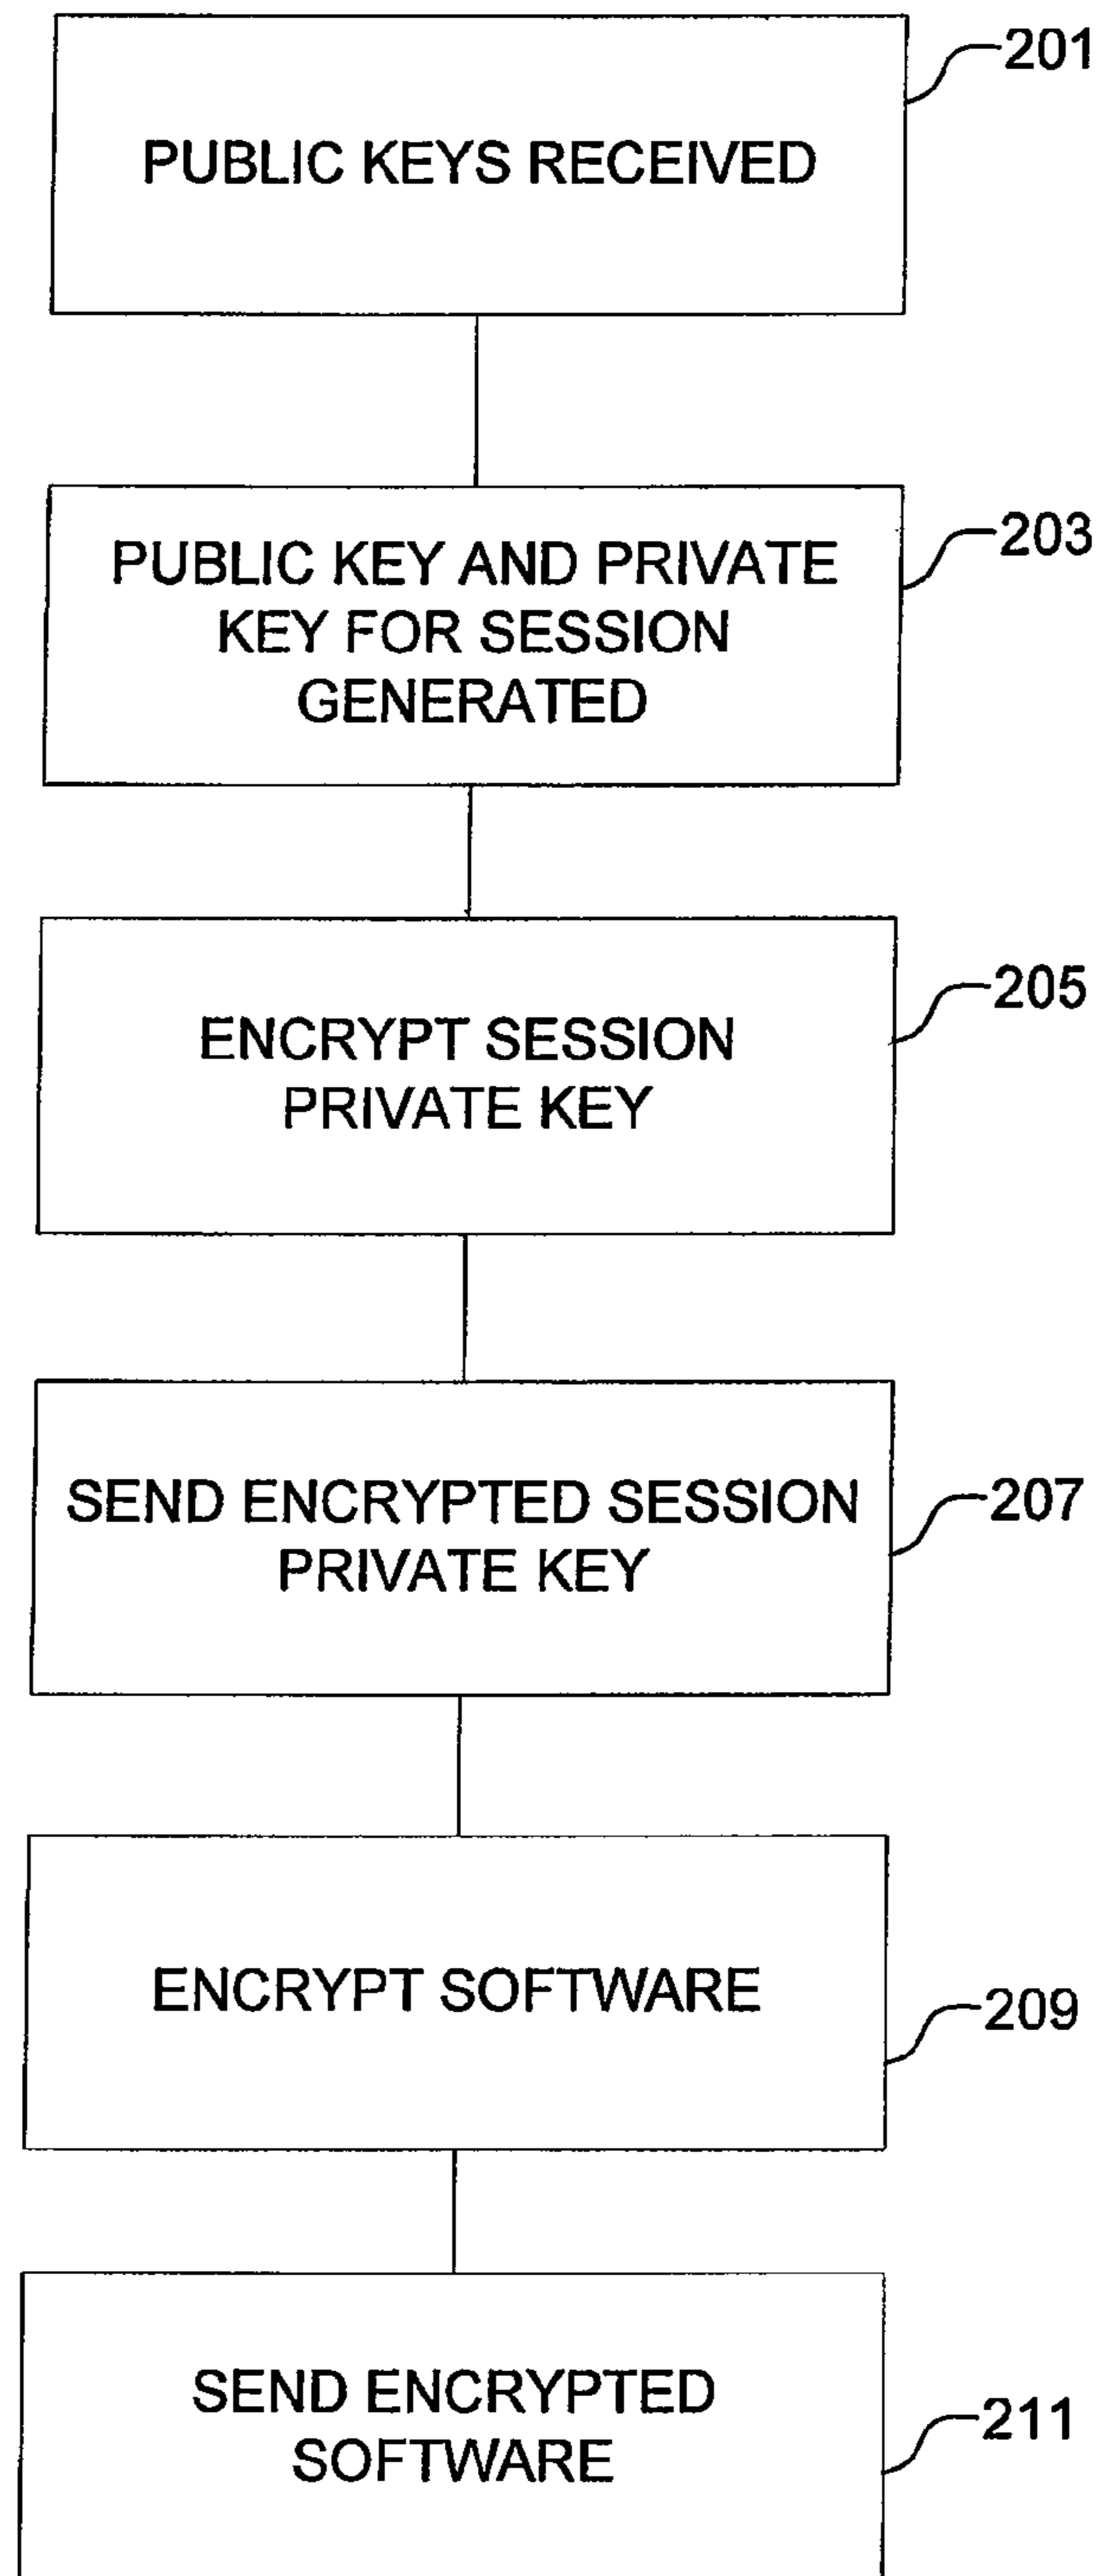 201
PUBLIC KEYS RECEIVED
203
PUBLIC KEY AND PRIVATE
KEY FOR SESSION
GENERATED
205
ENCRYPT SESSION
PRIVATE KEY
207
SEND ENCRYPTED SESSION
PRIVATE KEY
ENCRYPT SOFTWARE
209
SEND ENCRYPTED
SOFTWARE
211